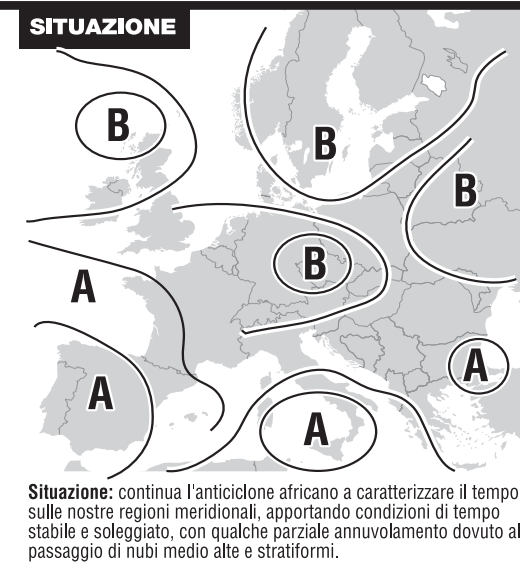 SITUAZIONE
B
B
B
B
A
A
A
A
Situazione: continua l'anticiclone africano a caratterizzare il tempo
sulle nostre regioni meridionali, apportando condizioni di tempo
stabile e soleggiato, con qualche parziale annuvolamento dovuto al
passaggio di nubi medio alte e stratiformi.